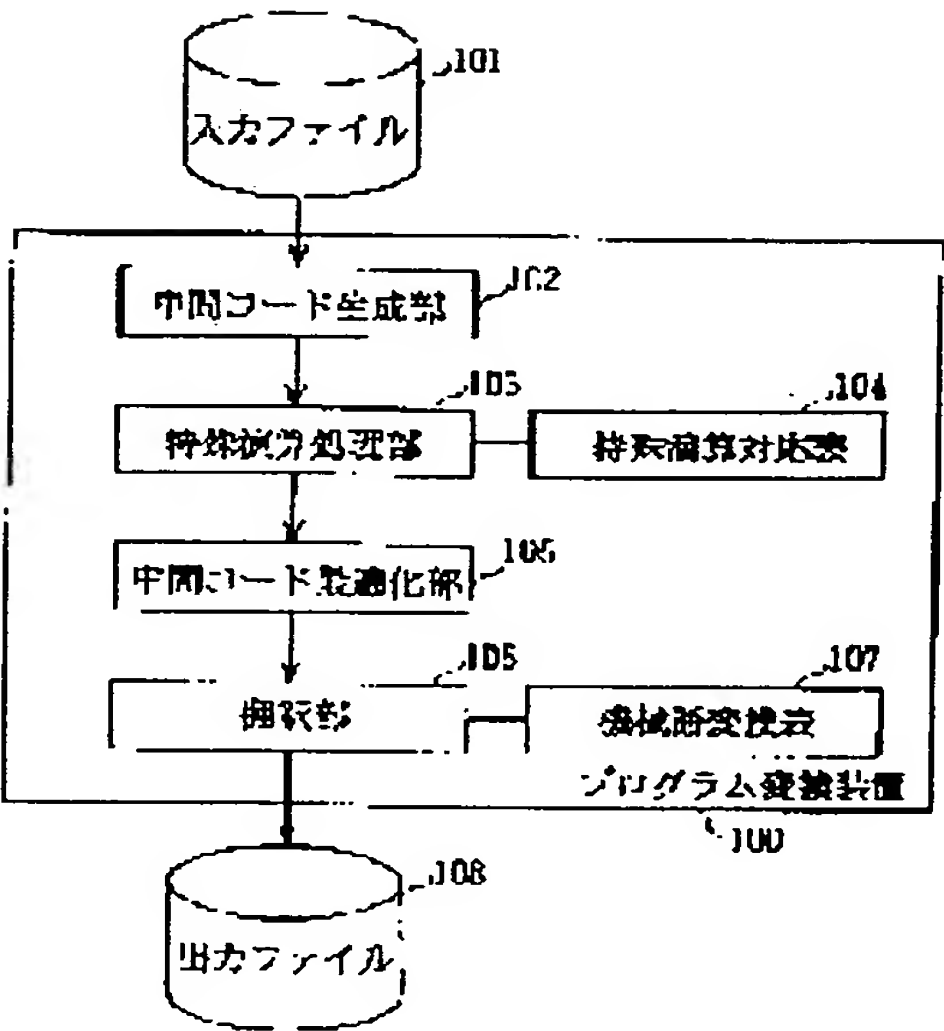 101
入力ファイル
102
中間コード生成部
103
特殊演算処理部
104
特殊演算対応表
105
中間コード最適化部
106
翻訳部
107
機械語変換表
プログラム変換装置
100
108
出力ファイル